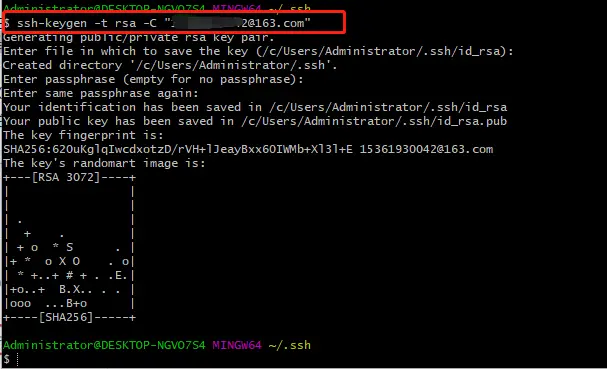 Administrator@DESKTOP-NGVO7S4 MINGW64 ~/.ssh
$ ssh-keygen -t rsa -C "1 42@163.com"
Generating public/private rsa key pair.
Enter file in which to save the key (/c/Users/Administrator/.ssh/id_rsa):
Created directory '/c/Users/Administrator/.ssh'.
Enter passphrase (empty for no passphrase):
Enter same passphrase again:
Your identification has been saved in /c/Users/Administrator/.ssh/id_rsa
Your public key has been saved in /c/Users/Administrator/.ssh/id_rsa.pub
The key fingerprint is:
SHA256:62OuKglqIwcdxotzD/rVH+lJeayBxx6OIWMb+Xl3l+E 15361930042@163.com
The key's randomart image is:
+---[RSA 3072]----+
|                 |
|                 |
| .               |
|  +    .         |
| + o  * S      . |
|+ *  o X O    . o|
| * +..+ # + . .E.|
|+o..+  B.X.. . . |
|ooo  ...B+o      |
+----[SHA256]-----+
Administrator@DESKTOP-NGVO7S4 MINGW64 ~/.ssh
$